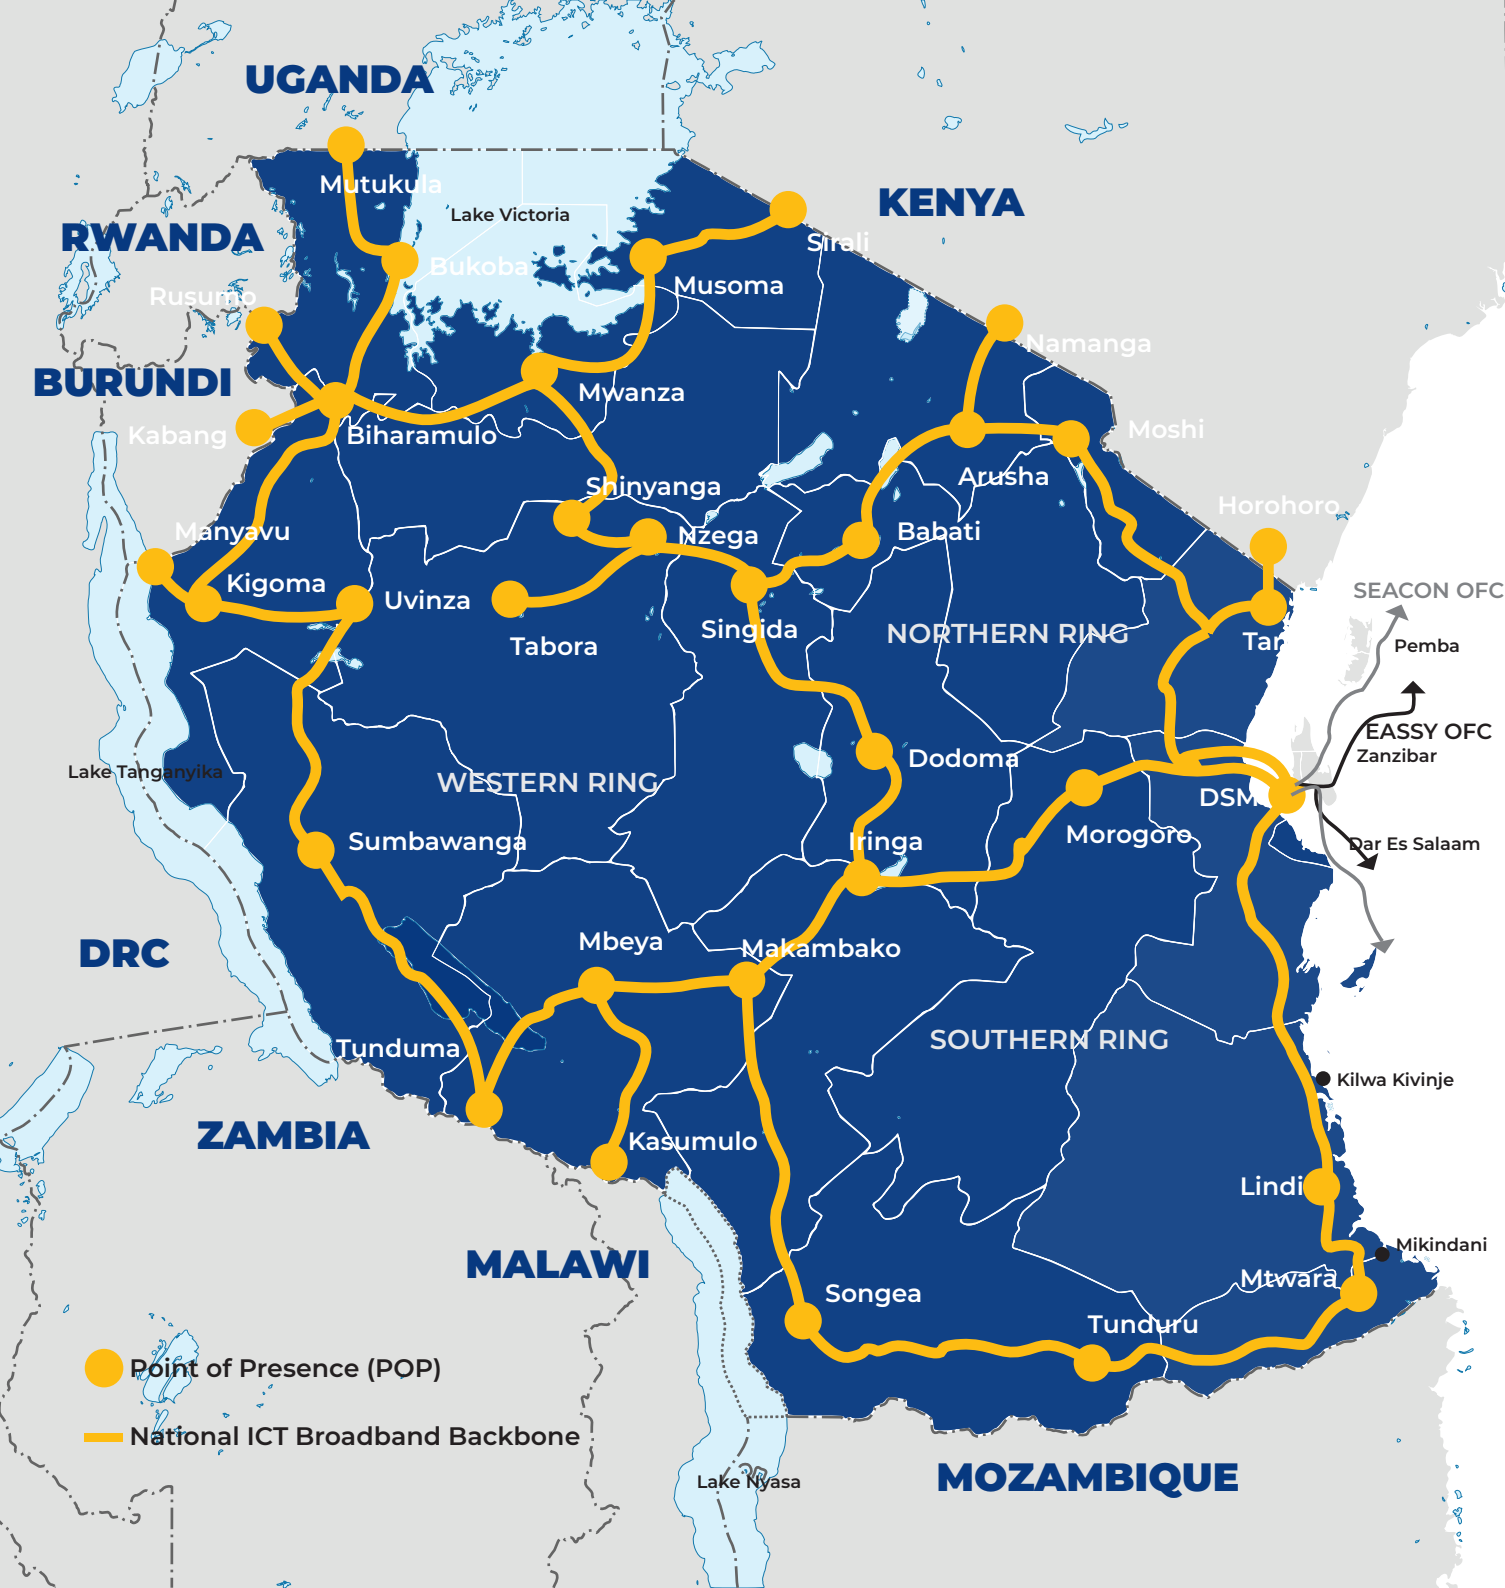 UGANDA
Mutukula
KENYA
Lake Victoria
RWANDA
Sirali
Bukoba
Musoma
Rusumo
Namanga
BURUNDI
Mwanza
Kabang
Biharamulo
Moshi
Arusha
Shinyanga
Horohoro
Manyavu
Nzega
Babati
Kigoma
Uvinza
SEACON OFC
Tabora
Singida
NORTHERN RING
Tan
Pemba
EASSY OFC
Zanzibar
Dodoma
Lake Tanganyika
WESTERN RING
DSM
Sumbawanga
Iringa
Morogoro
Dar Es Salaam
DRC
Mbeya
Makambako
Tunduma
SOUTHERN RING
Kilwa Kivinje
ZAMBIA
Kasumulo
Lindi
Mikindani
MALAWI
Mtwara
Songea
Tunduru
Point of Presence (POP)
National ICT Broadband Backbone
Lake Nyasa
MOZAMBIQUE